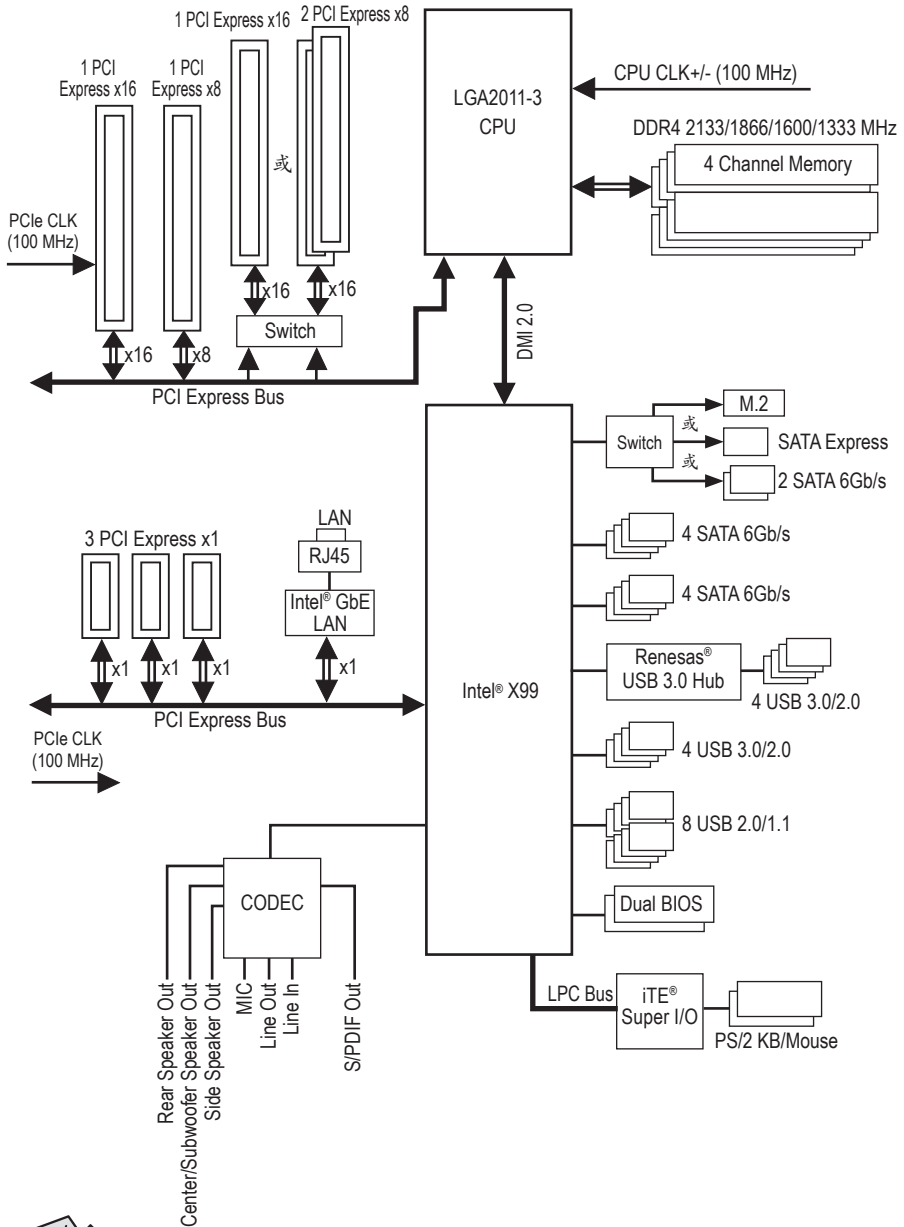 1 PCI Express x16
2 PCI Express x8
1 PCI
Express x16
1 PCI
Express x8
或
LGA2011-3
CPU
CPU CLK+/- (100 MHz)
DDR4 2133/1866/1600/1333 MHz
4 Channel Memory
PCIe CLK
(100 MHz)
x16
x16
Switch
x16
x8
PCI Express Bus
DMI 2.0
Switch
M.2
或
SATA Express
或
2 SATA 6Gb/s
3 PCI Express x1
LAN
RJ45
Intel® GbE
LAN
x1
x1
x1
x1
PCI Express Bus
PCIe CLK
(100 MHz)
Intel® X99
4 SATA 6Gb/s
4 SATA 6Gb/s
Renesas®
USB 3.0 Hub
4 USB 3.0/2.0
4 USB 3.0/2.0
8 USB 2.0/1.1
Dual BIOS
CODEC
LPC Bus
iTE®
Super I/O
PS/2 KB/Mouse
Rear Speaker Out
Center/Subwoofer Speaker Out
Side Speaker Out
MIC
Line Out
Line In
S/PDIF Out